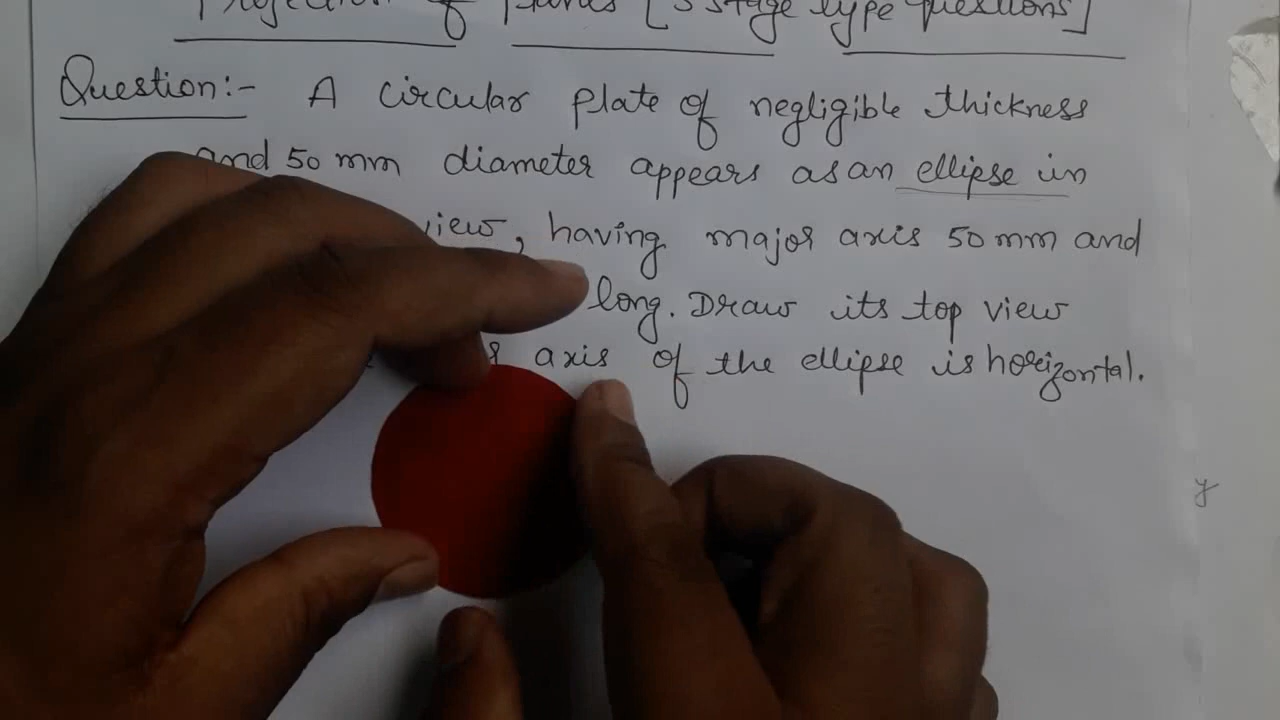 Projection of Planes [3 stage type questions]
Question:- A circular plate of negligible thickness
and 50 mm diameter appears as an ellipse in
view, having major axis 50 mm and
long. Draw its top view
axis of the ellipse is horizontal.
y